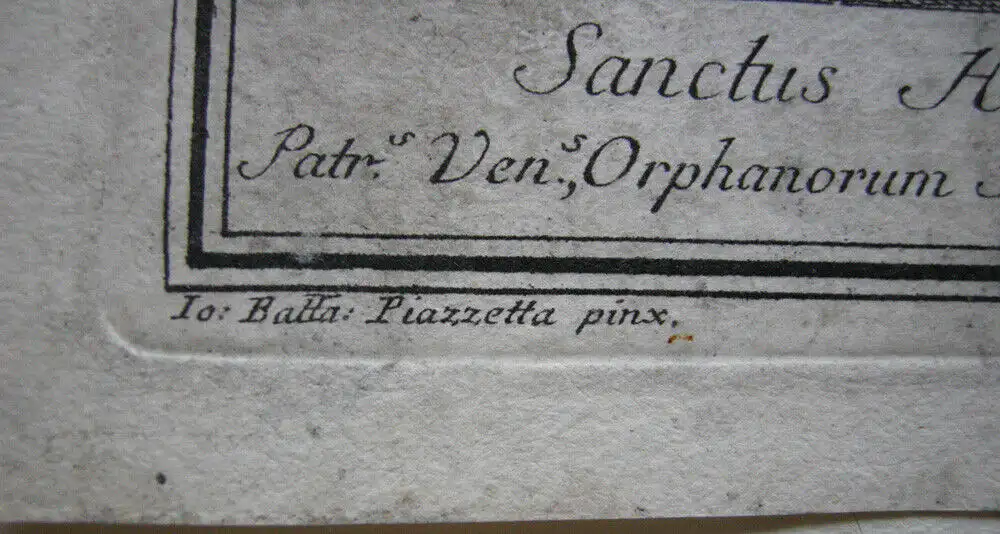 Sanctus H
Patr.s Ven.s, Orphanorum
Io: Batta: Piazzetta pinx.